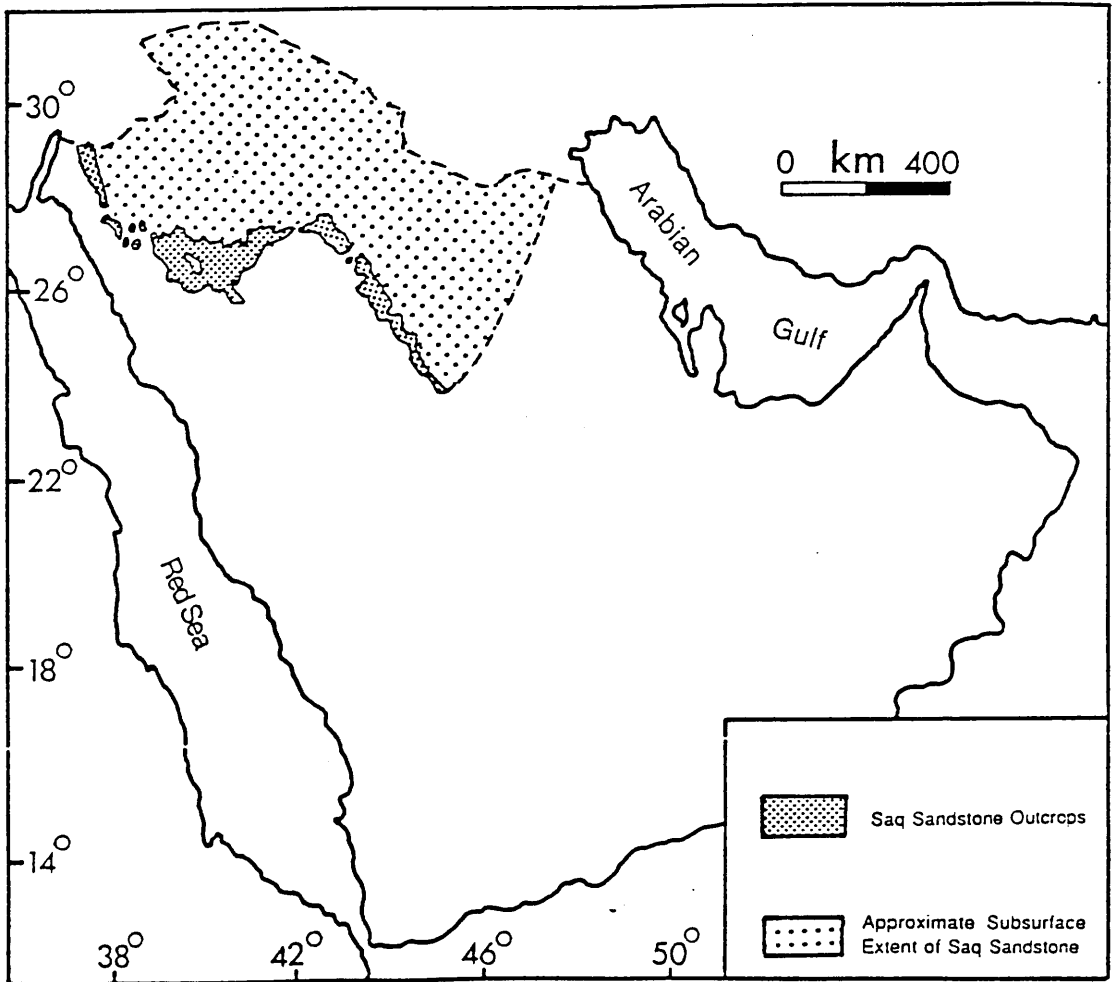 30°
26°
22°
18°
14°
38°
42°
46°
50°
0 km 400
Arabian
Gulf
Red Sea
Saq Sandstone Outcrops
Approximate Subsurface
Extent of Saq Sandstone